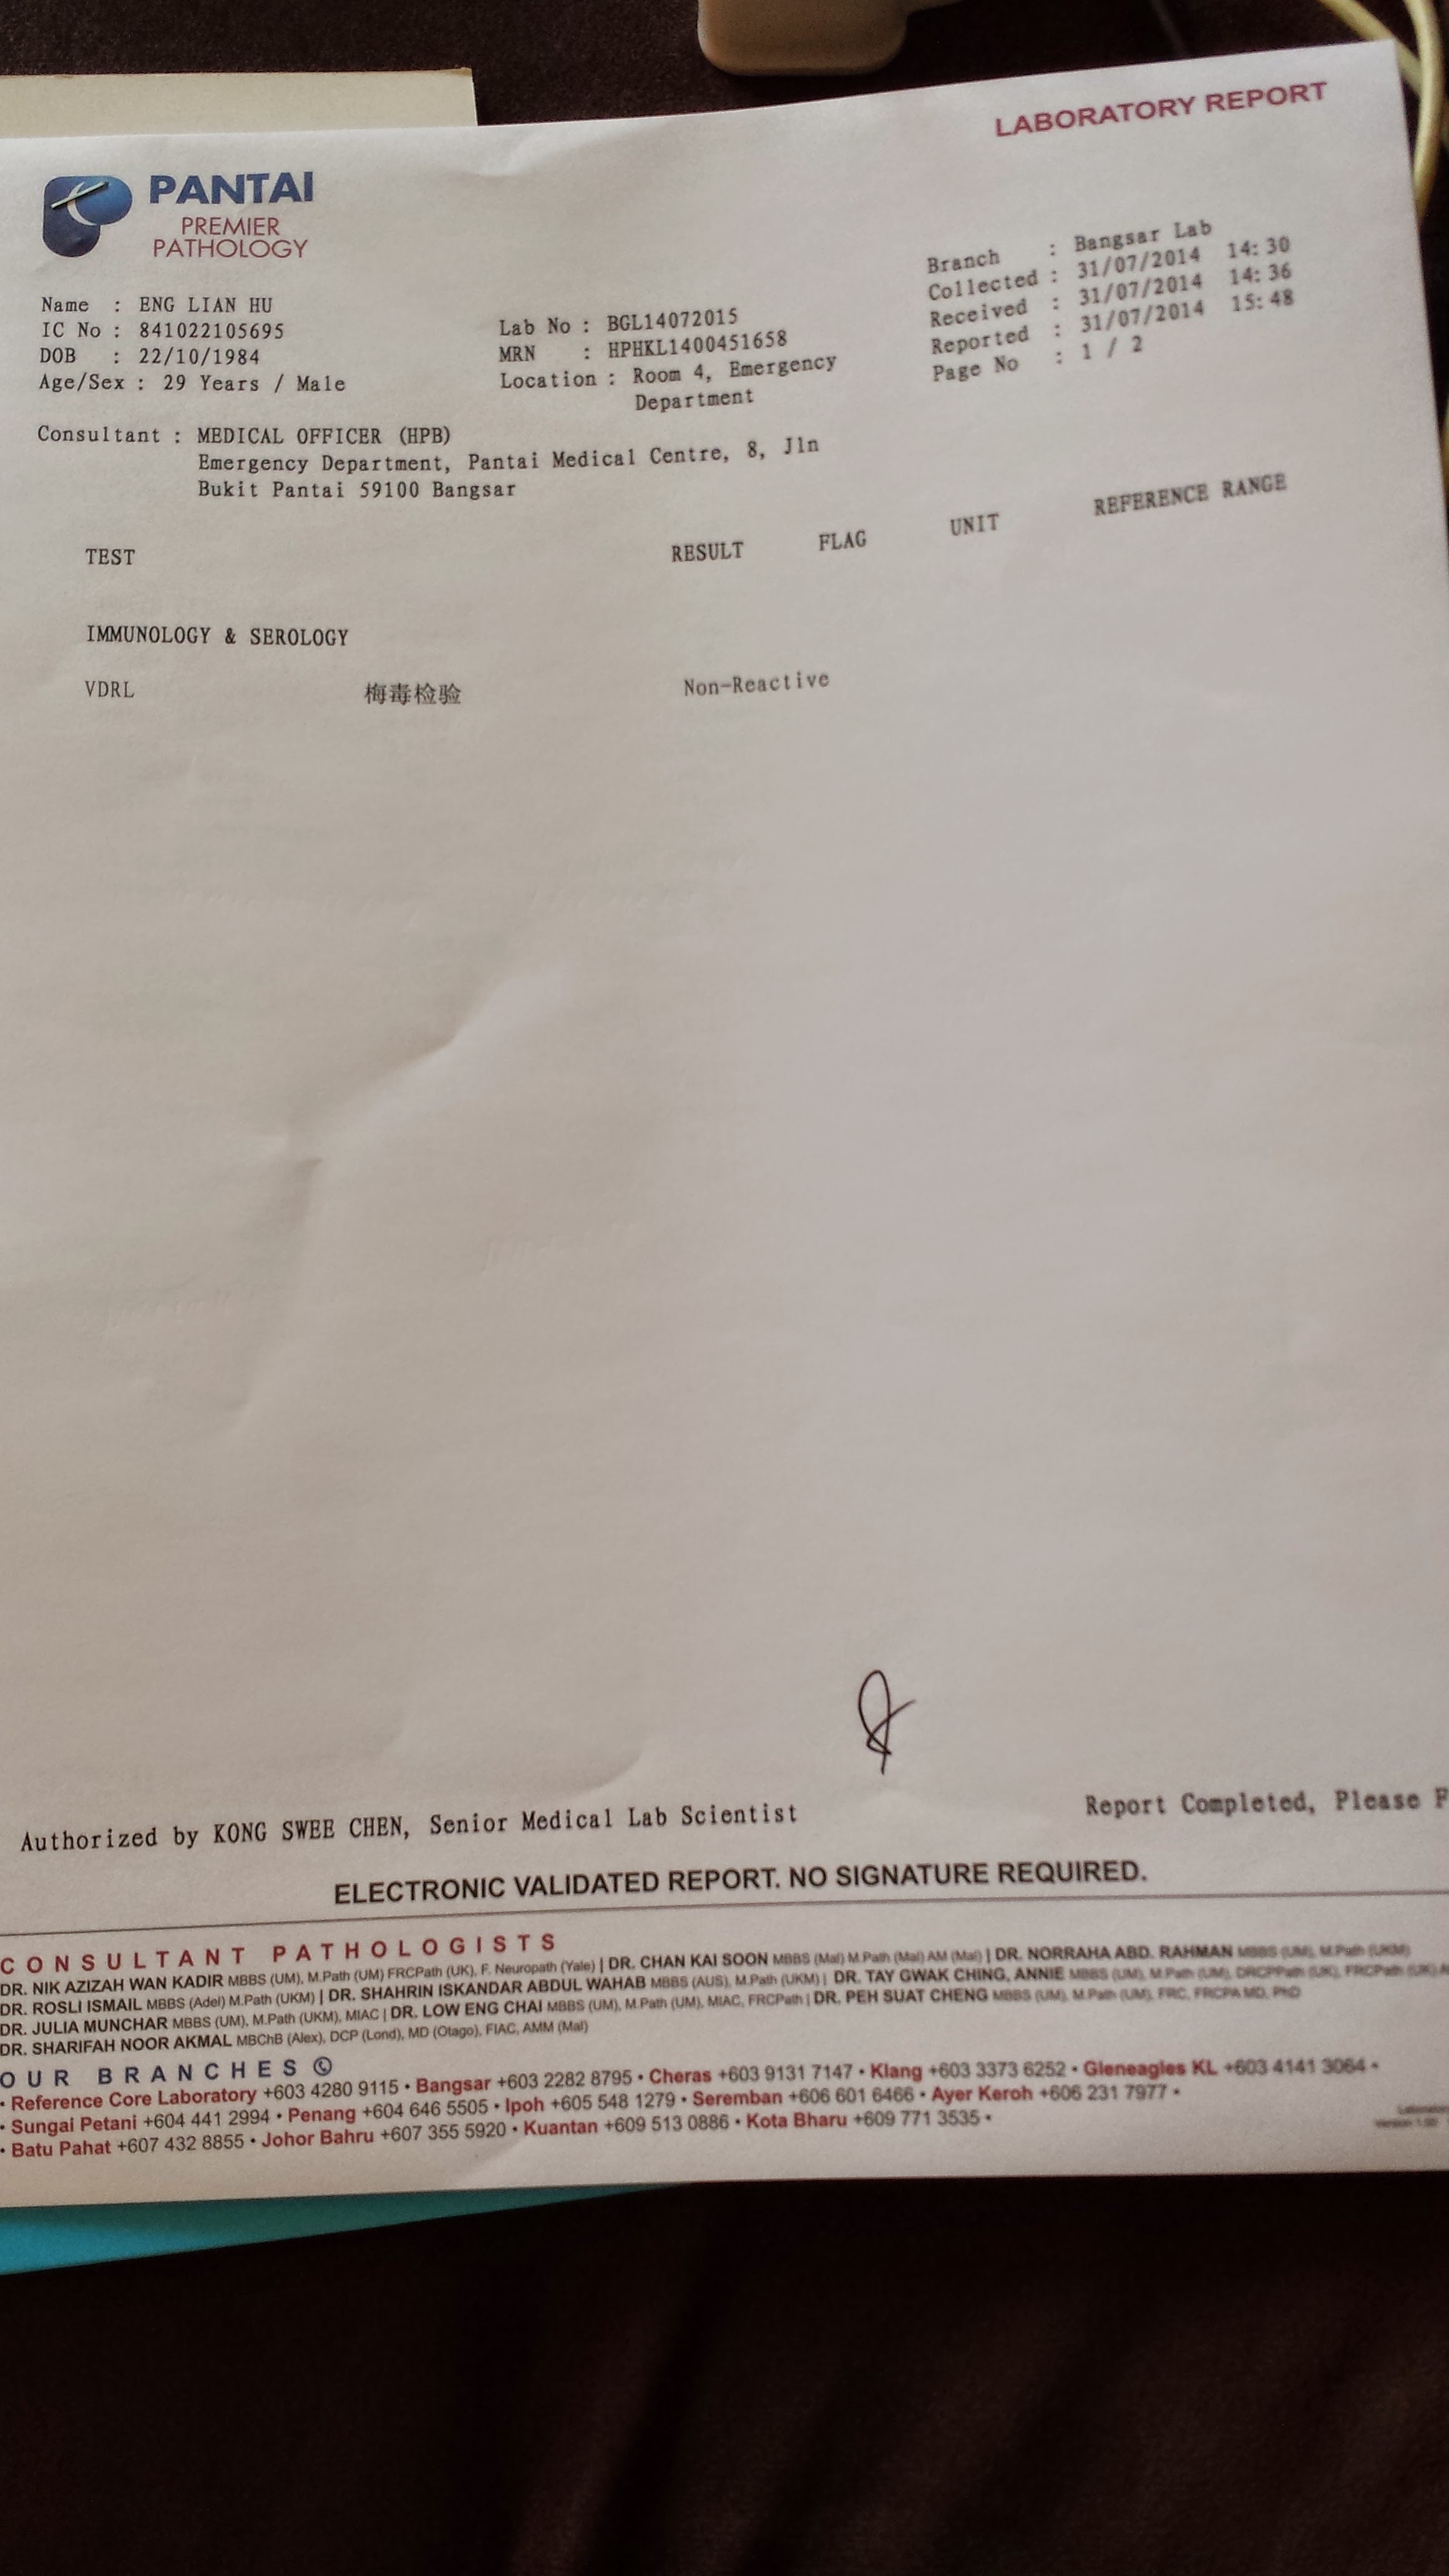 LABORATORY REPORT
PANTAI
PREMIER
PATHOLOGY
Name : ENG LIAN HU
IC No : 841022105695
DOB : 22/10/1984
Age/Sex : 29 Years / Male
Lab No : BGL14072015
MRN : HPHKL1400451658
Location : Room 4, Emergency
Department
Branch : Bangsar Lab
Collected : 31/07/2014 14:30
Received : 31/07/2014 14:36
Reported : 31/07/2014 15:48
Page No : 1 / 2
Consultant : MEDICAL OFFICER (HPB)
Emergency Department, Pantai Medical Centre, 8, Jln
Bukit Pantai 59100 Bangsar
TEST RESULT FLAG UNIT REFERENCE RANGE
IMMUNOLOGY & SEROLOGY
VDRL 梅毒检验 Non-Reactive
Authorized by KONG SWEE CHEN, Senior Medical Lab Scientist
Report Completed, Please
ELECTRONIC VALIDATED REPORT. NO SIGNATURE REQUIRED.
CONSULTANT PATHOLOGISTS
DR. NIK AZIZAH WAN KADIR MBBS (UM), M.Path (UM) FRCPath (UK), F. Neuropath (Yale) | DR. CHAN KAI SOON MBBS (Mal) M.Path (Mal) AM (Mal) | DR. NORRAHA ABD. RAHMAN MBBS (UM), M.Path (UKM)
DR. ROSLI ISMAIL MBBS (Adel) M.Path (UKM) | DR. SHAHRIN ISKANDAR ABDUL WAHAB MBBS (AUS), M.Path (UKM) | DR. TAY GWAK CHING, ANNIE MBBS (UM), M.Path (UM), DRCPath (UK), FRCPath (UK)
DR. JULIA MUNCHAR MBBS (UM), M.Path (UKM), MIAC | DR. LOW ENG CHAI MBBS (UM), M.Path (UM), MIAC, FRCPath | DR. PEH SUAT CHENG MBBS (UM), M.Path (UM), FRC, FRCPA MD, PhD
DR. SHARIFAH NOOR AKMAL MBChB (Alex), DCP (Lond), MD (Otago), FIAC, AMM (Mal)
OUR BRANCHES
• Reference Core Laboratory +603 4280 9115 • Bangsar +603 2282 8795 • Cheras +603 9131 7147 • Klang +603 3373 6252 • Gleneagles KL +603 4141 3064 •
• Sungai Petani +604 441 2994 • Penang +604 646 5505 • Ipoh +605 548 1279 • Seremban +606 601 6466 • Ayer Keroh +606 231 7977 •
• Batu Pahat +607 432 8855 • Johor Bahru +607 355 5920 • Kuantan +609 513 0886 • Kota Bharu +609 771 3535 •